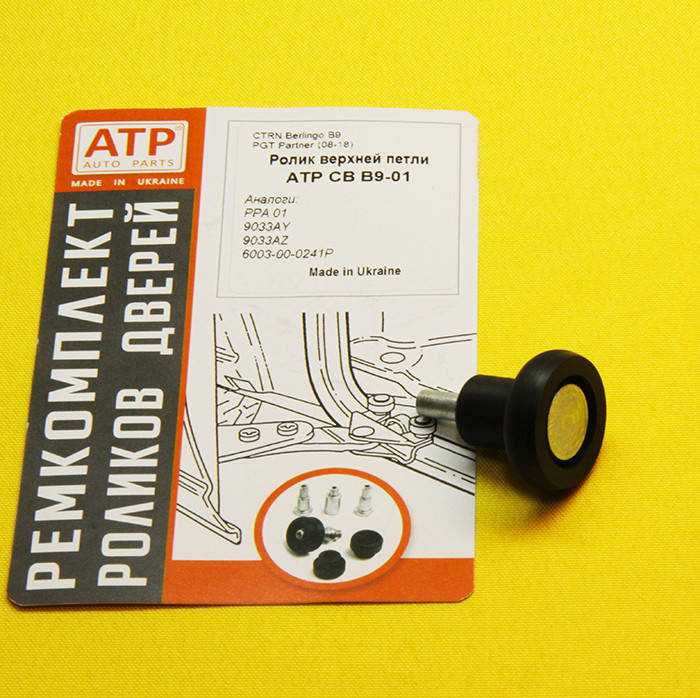 ATP®
AUTO PARTS
MADE IN UKRAINE
РЕМКОМПЛЕКТ
РОЛИКОВ ДВЕРЕЙ
CTRN Berlingo B9
PGT Partner (08-18)
Ролик верхней петли
ATP CB B9-01
Аналоги:
PPA 01
9033AY
9033AZ
6003-00-0241P
Made in Ukraine